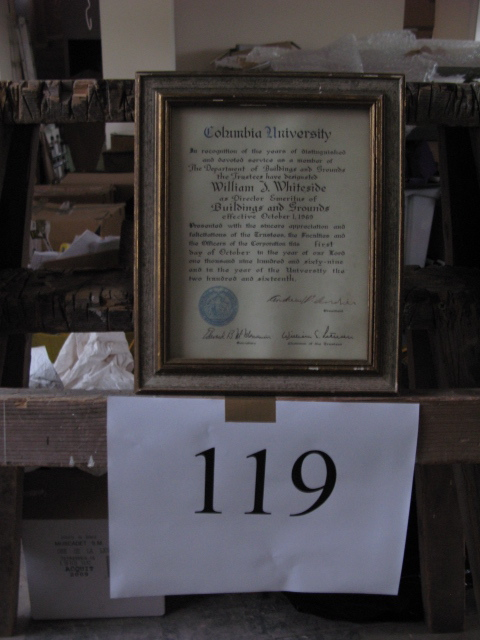 Columbia University
In recognition of the years of distinguished
and devoted service as a member of
The Department of Buildings and Grounds
the Trustees have designated
William J. Whiteside
as Director Emeritus of
Buildings and Grounds
effective October 1, 1969
Presented with the sincere appreciation and
felicitations of the Trustees, the Faculties and
the Officers of the Corporation this first
day of October in the year of our Lord
one thousand nine hundred and sixty-nine
and in the year of the University the
two hundred and sixteenth.
119